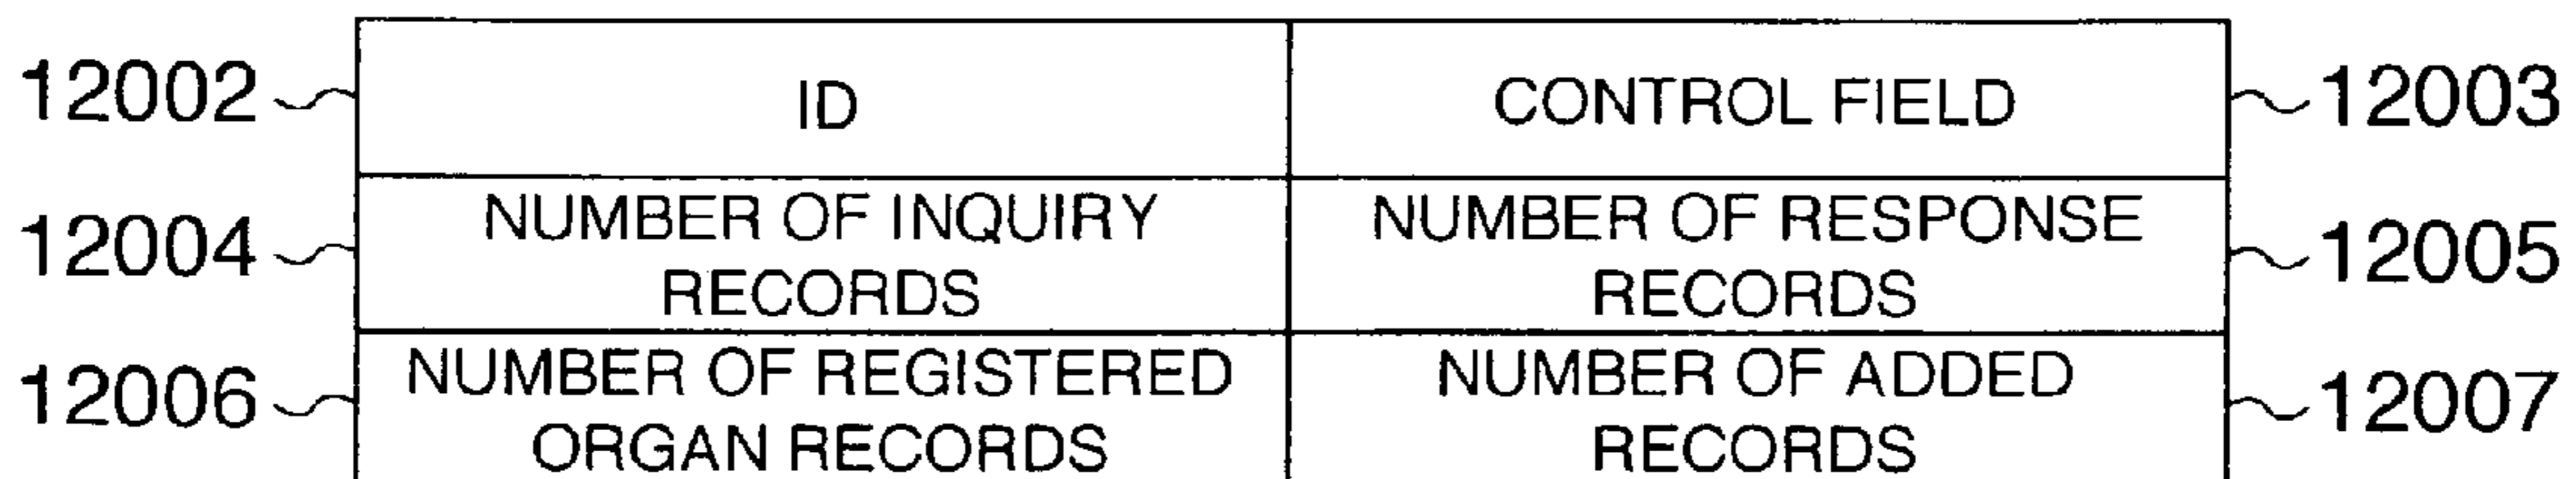 12002 ID CONTROL FIELD 12003
NUMBER OF INQUIRY NUMBER OF RESPONSE
12004 12005
RECORDS RECORDS
NUMBER OF REGISTERED NUMBER OF ADDED
12006 12007
ORGAN RECORDS RECORDS